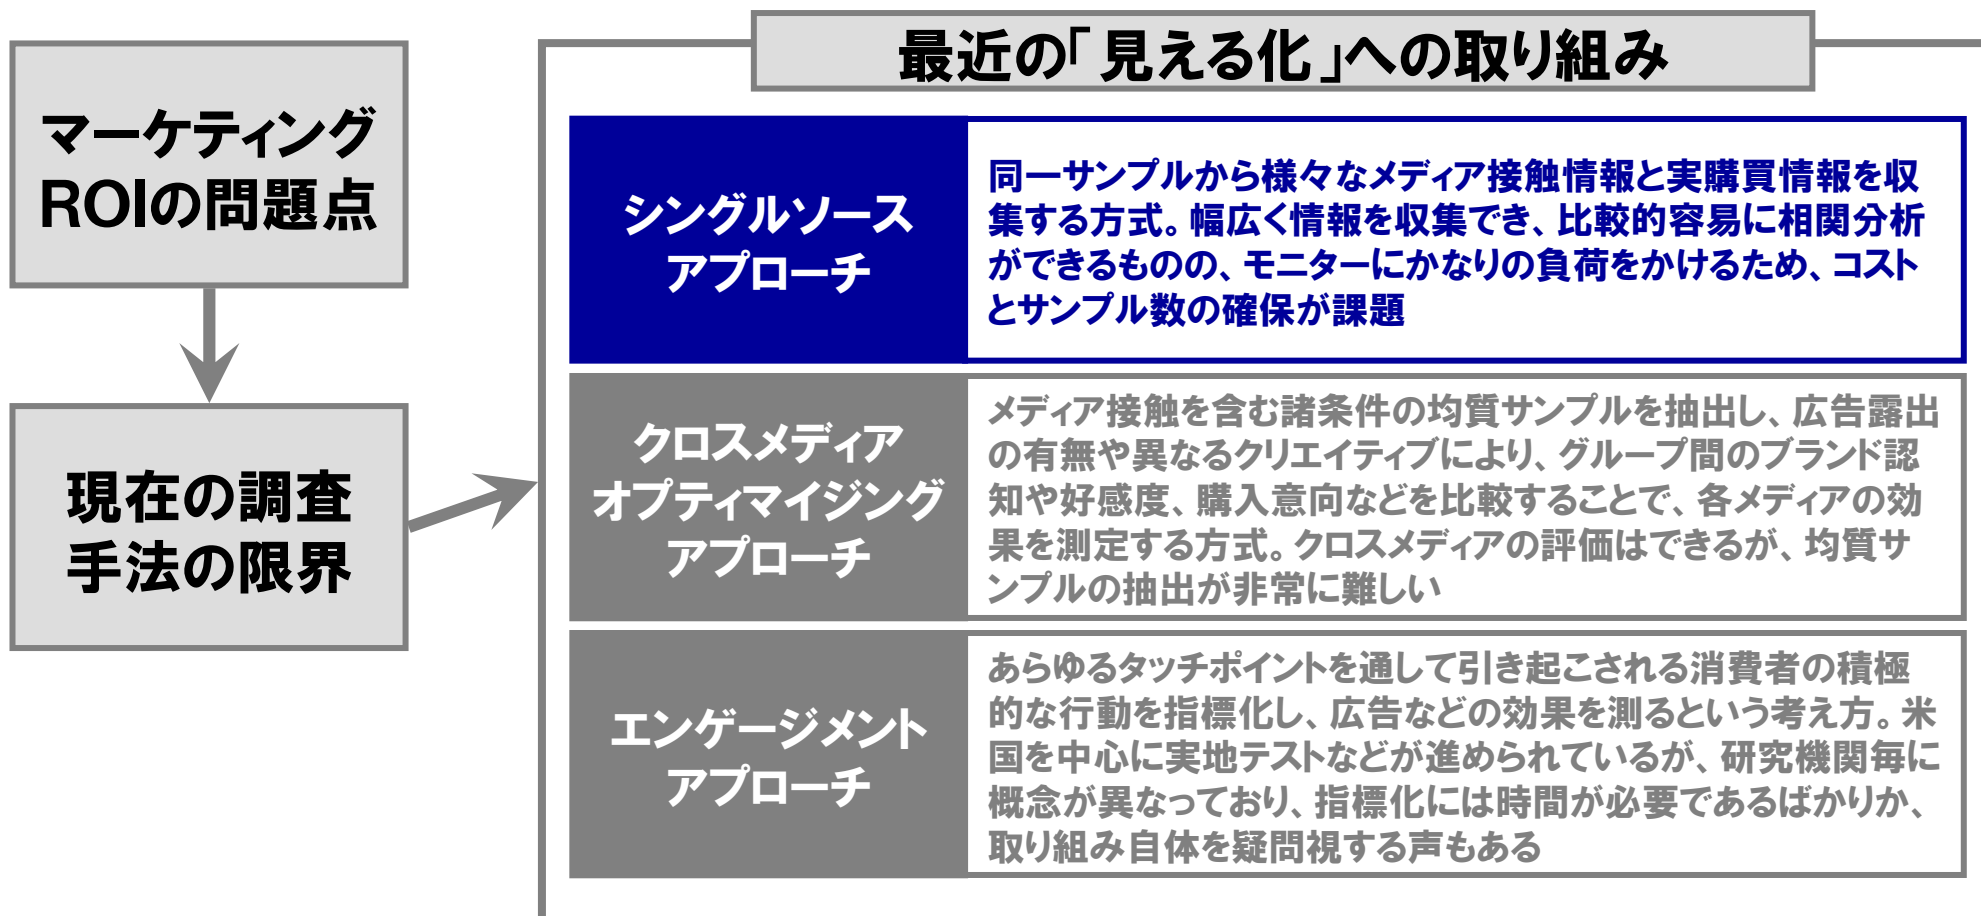 マーケティング
ROIの問題点
現在の調査
手法の限界
最近の「見える化」への取り組み
シングルソース
アプローチ
同一サンプルから様々なメディア接触情報と実購買情報を収
集する方式。幅広く情報を収集でき、比較的容易に相関分析
ができるものの、モニターにかなりの負荷をかけるため、コスト
とサンプル数の確保が課題
クロスメディア
オプティマイジング
アプローチ
メディア接触を含む諸条件の均質サンプルを抽出し、広告露出
の有無や異なるクリエイティブにより、グループ間のブランド認
知や好感度、購入意向などを比較することで、各メディアの効
果を測定する方式。クロスメディアの評価はできるが、均質サ
ンプルの抽出が非常に難しい
エンゲージメント
アプローチ
あらゆるタッチポイントを通して引き起こされる消費者の積極
的な行動を指標化し、広告などの効果を測るという考え方。米
国を中心に実地テストなどが進められているが、研究機関毎に
概念が異なっており、指標化には時間が必要であるばかりか、
取り組み自体を疑問視する声もある